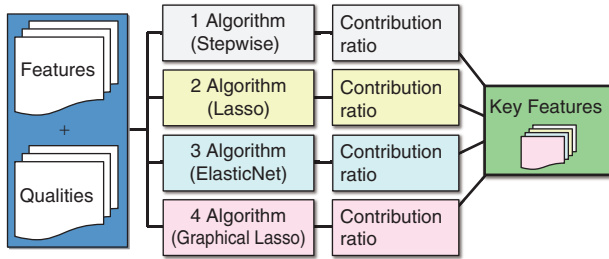 Features
+
Qualities
1 Algorithm
(Stepwise)
Contribution
ratio
2 Algorithm
(Lasso)
Contribution
ratio
3 Algorithm
(ElasticNet)
Contribution
ratio
4 Algorithm
(Graphical Lasso)
Contribution
ratio
Key Features